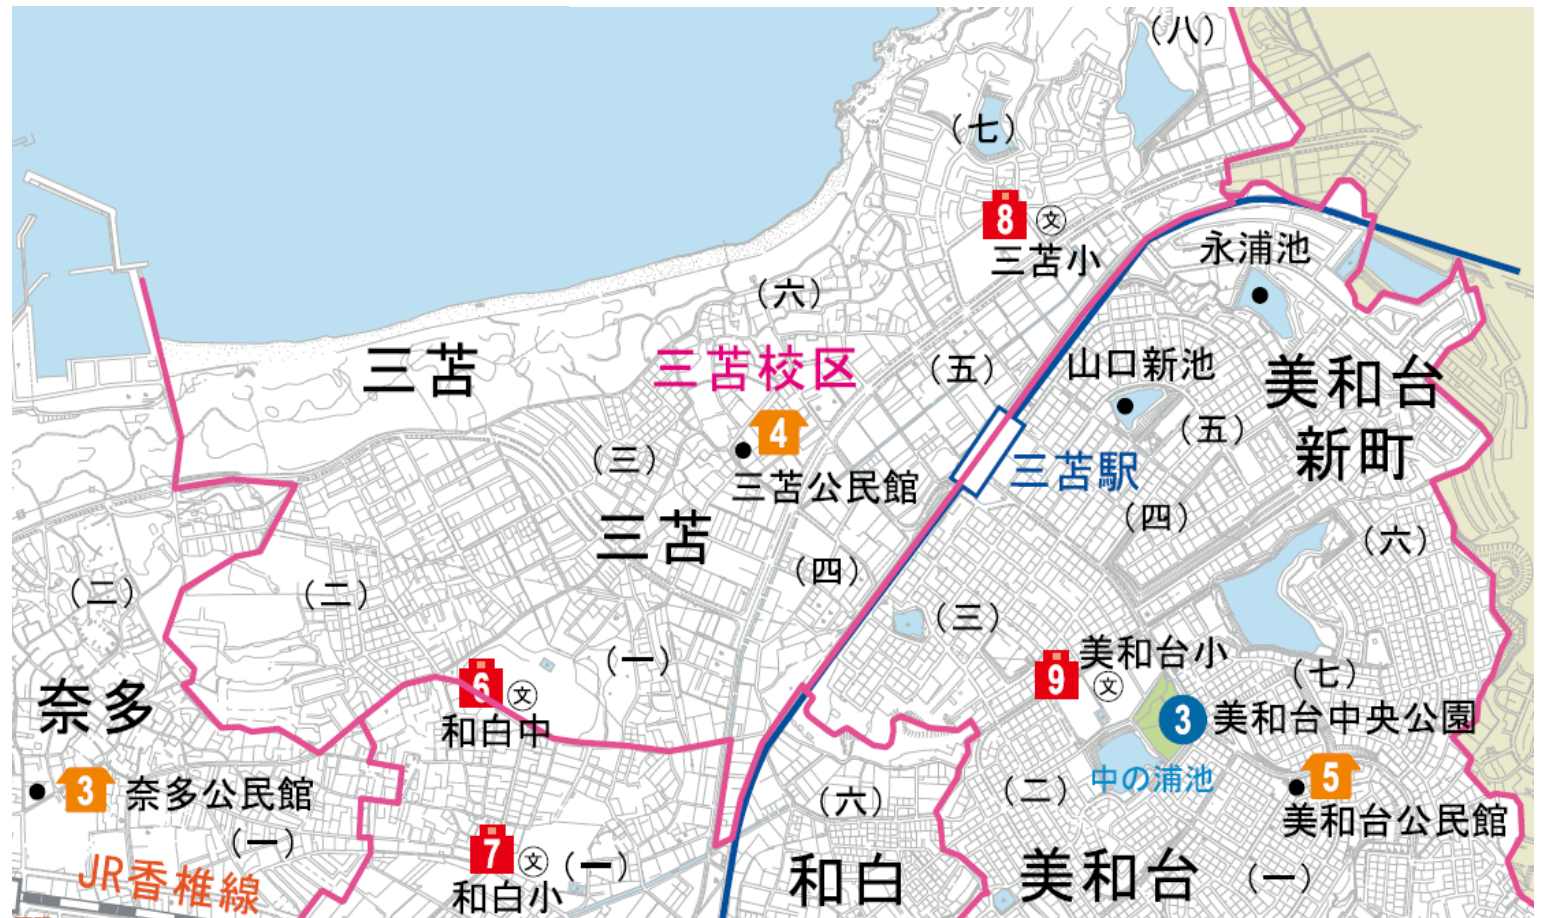 （八）
（七）
8
文
三苫小
永浦池
（六）
三苫
三苫校区
（五）
山口新池
美和台
新町
（五）
4
（三）
三苫公民館
三苫駅
（四）
三苫
（四）
（六）
（二）
（二）
（三）
（一）
9
文
美和台小
（七）
奈多
6
文
和白中
3
美和台中央公園
3
奈多公民館
（六）
（二）
中の浦池
5
美和台公民館
（一）
7
文
（一）
和白小
和白
美和台
（一）
JR香椎線